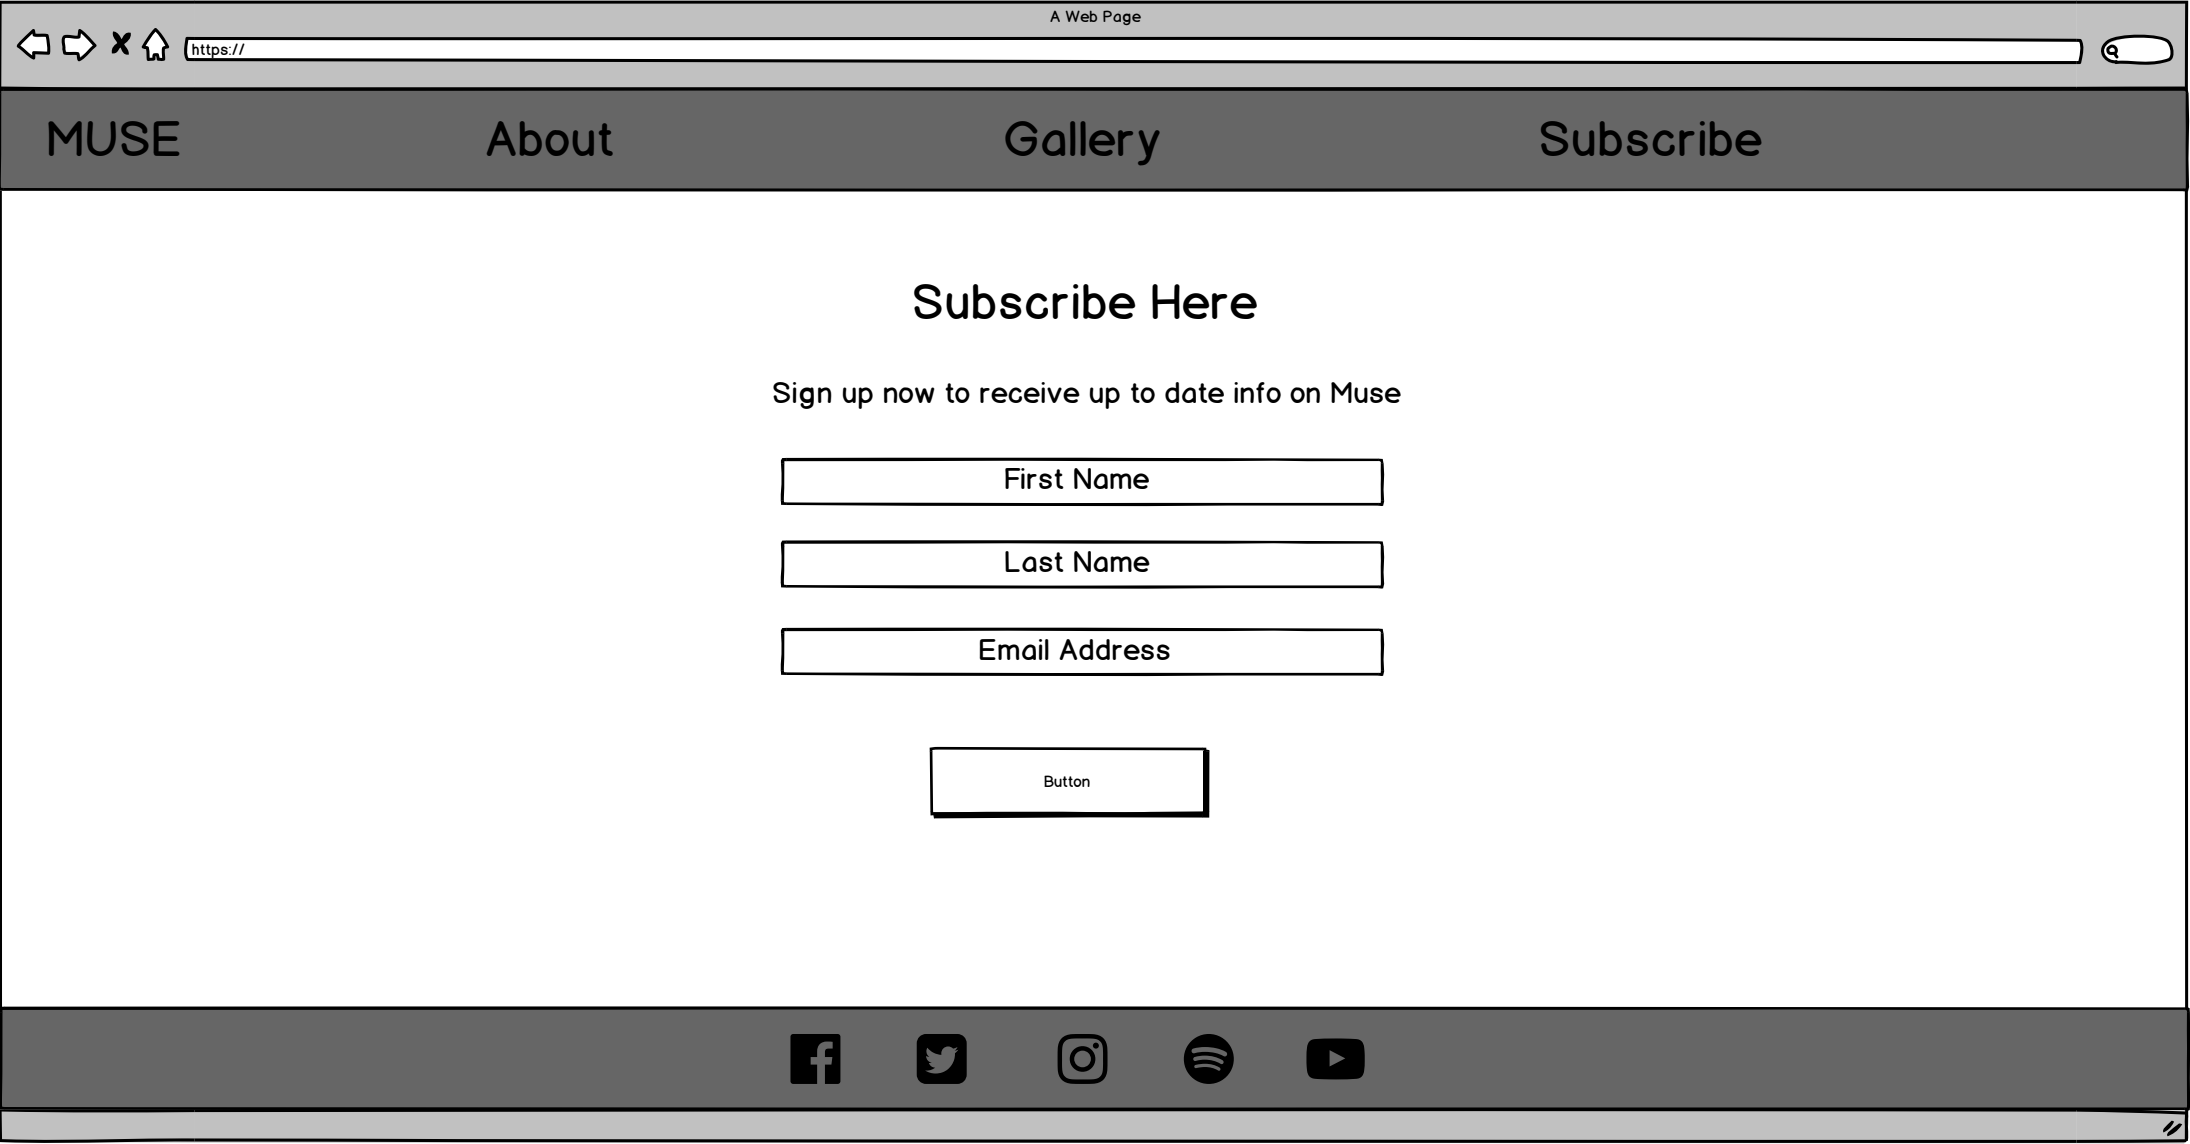 A Web Page
https://
MUSE About Gallery Subscribe
Subscribe Here
Sign up now to receive up to date info on Muse
First Name
Last Name
Email Address
Button